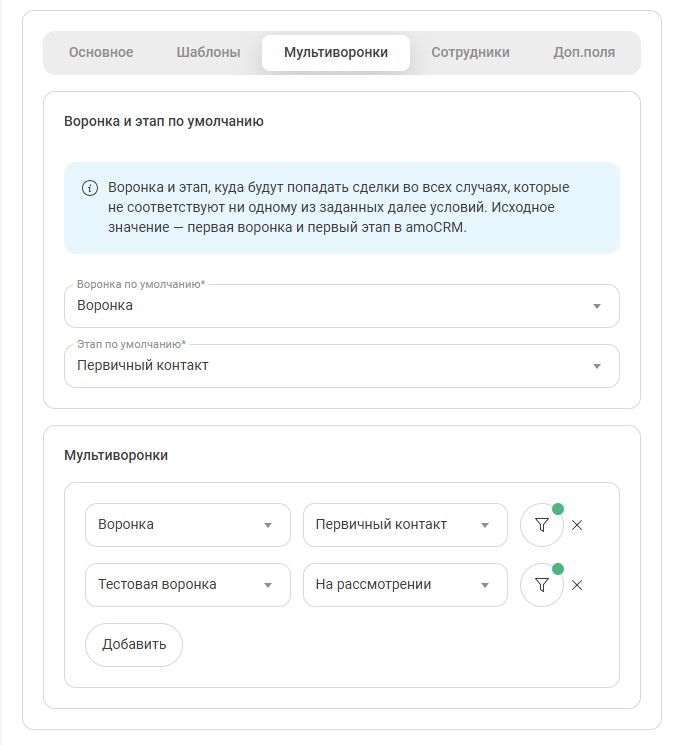 Основное Шаблоны Мультиворонки Сотрудники Доп.поля
Воронка и этап по умолчанию
Воронка и этап, куда будут попадать сделки во всех случаях, которые
не соответствуют ни одному из заданных далее условий. Исходное
значение — первая воронка и первый этап в amoCRM.
Воронка по умолчанию*
Воронка
Этап по умолчанию*
Первичный контакт
Мультиворонки
Воронка Первичный контакт
Тестовая воронка На рассмотрении
Добавить